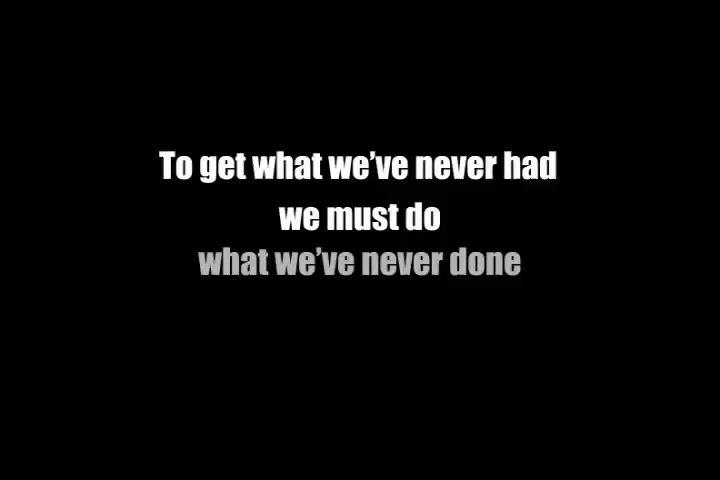 To get what we’ve never had
we must do
what we’ve never done